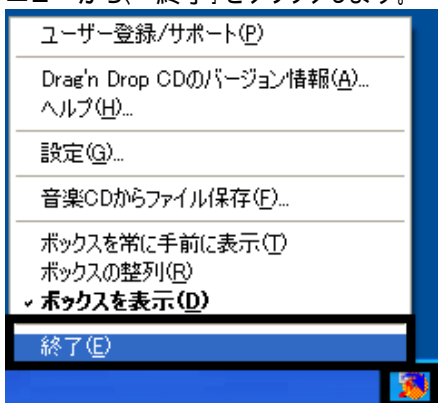 ユーザー登録/サポート(P)
Drag'n Drop CDのバージョン情報(A)...
ヘルプ(H)...
設定(G)...
音楽CDからファイル保存(F)...
ボックスを常に手前に表示(T)
ボックスの整列(R)
ボックスを表示(D)
終了(E)